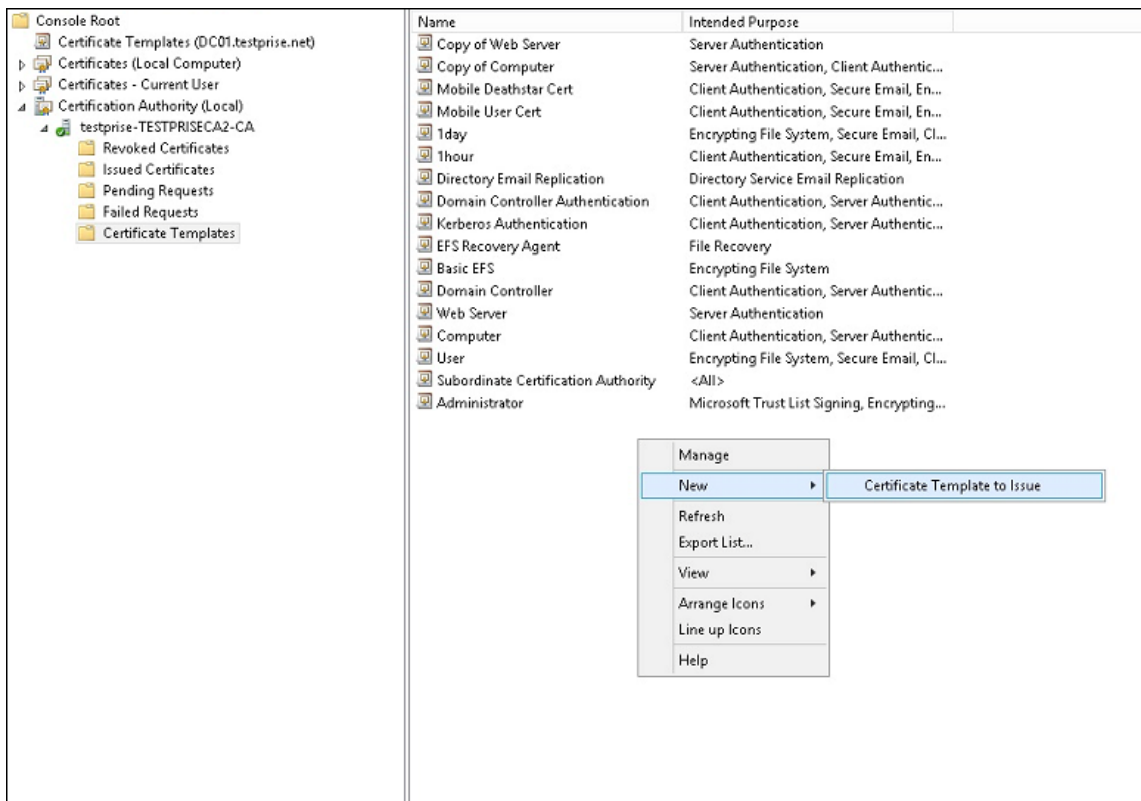 Console Root
Certificate Templates (DC01.testprise.net)
Certificates (Local Computer)
Certificates - Current User
Certification Authority (Local)
testprise-TESTPRISECA2-CA
Revoked Certificates
Issued Certificates
Pending Requests
Failed Requests
Certificate Templates
Name Intended Purpose
Copy of Web Server Server Authentication
Copy of Computer Server Authentication, Client Authentic...
Mobile Deathstar Cert Client Authentication, Secure Email, En...
Mobile User Cert Client Authentication, Secure Email, En...
1day Encrypting File System, Secure Email, Cl...
1hour Client Authentication, Secure Email, En...
Directory Email Replication Directory Service Email Replication
Domain Controller Authentication Client Authentication, Server Authentic...
Kerberos Authentication Client Authentication, Server Authentic...
EFS Recovery Agent File Recovery
Basic EFS Encrypting File System
Domain Controller Client Authentication, Server Authentic...
Web Server Server Authentication
Computer Client Authentication, Server Authentic...
User Encrypting File System, Secure Email, Cl...
Subordinate Certification Authority <All>
Administrator Microsoft Trust List Signing, Encrypting...
Manage
New Certificate Template to Issue
Refresh
Export List...
View
Arrange Icons
Line up Icons
Help